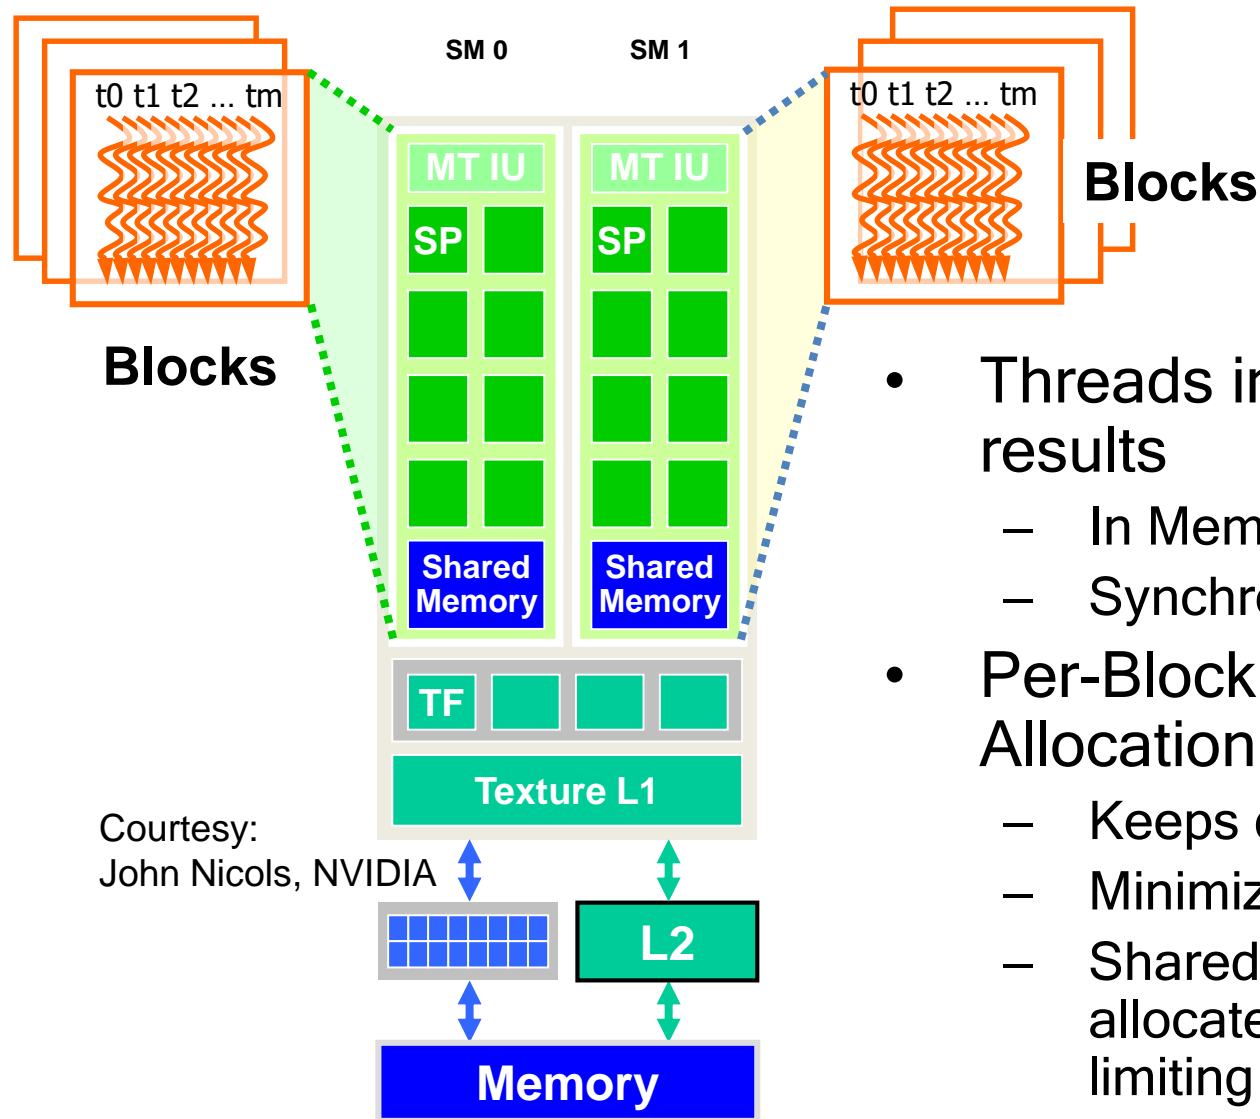 SM 0
SM 1
t0 t1 t2 … tm
t0 t1 t2 … tm
MT IU
MT IU
Blocks
SP
SP
Blocks
Shared
Memory
Shared
Memory
TF
Texture L1
Courtesy:
John Nicols, NVIDIA
L2
Memory
• Threads in
results
– In Mem
– Synchro
• Per-Block
Allocation
– Keeps
– Minimiz
– Shared
allocate
limiting